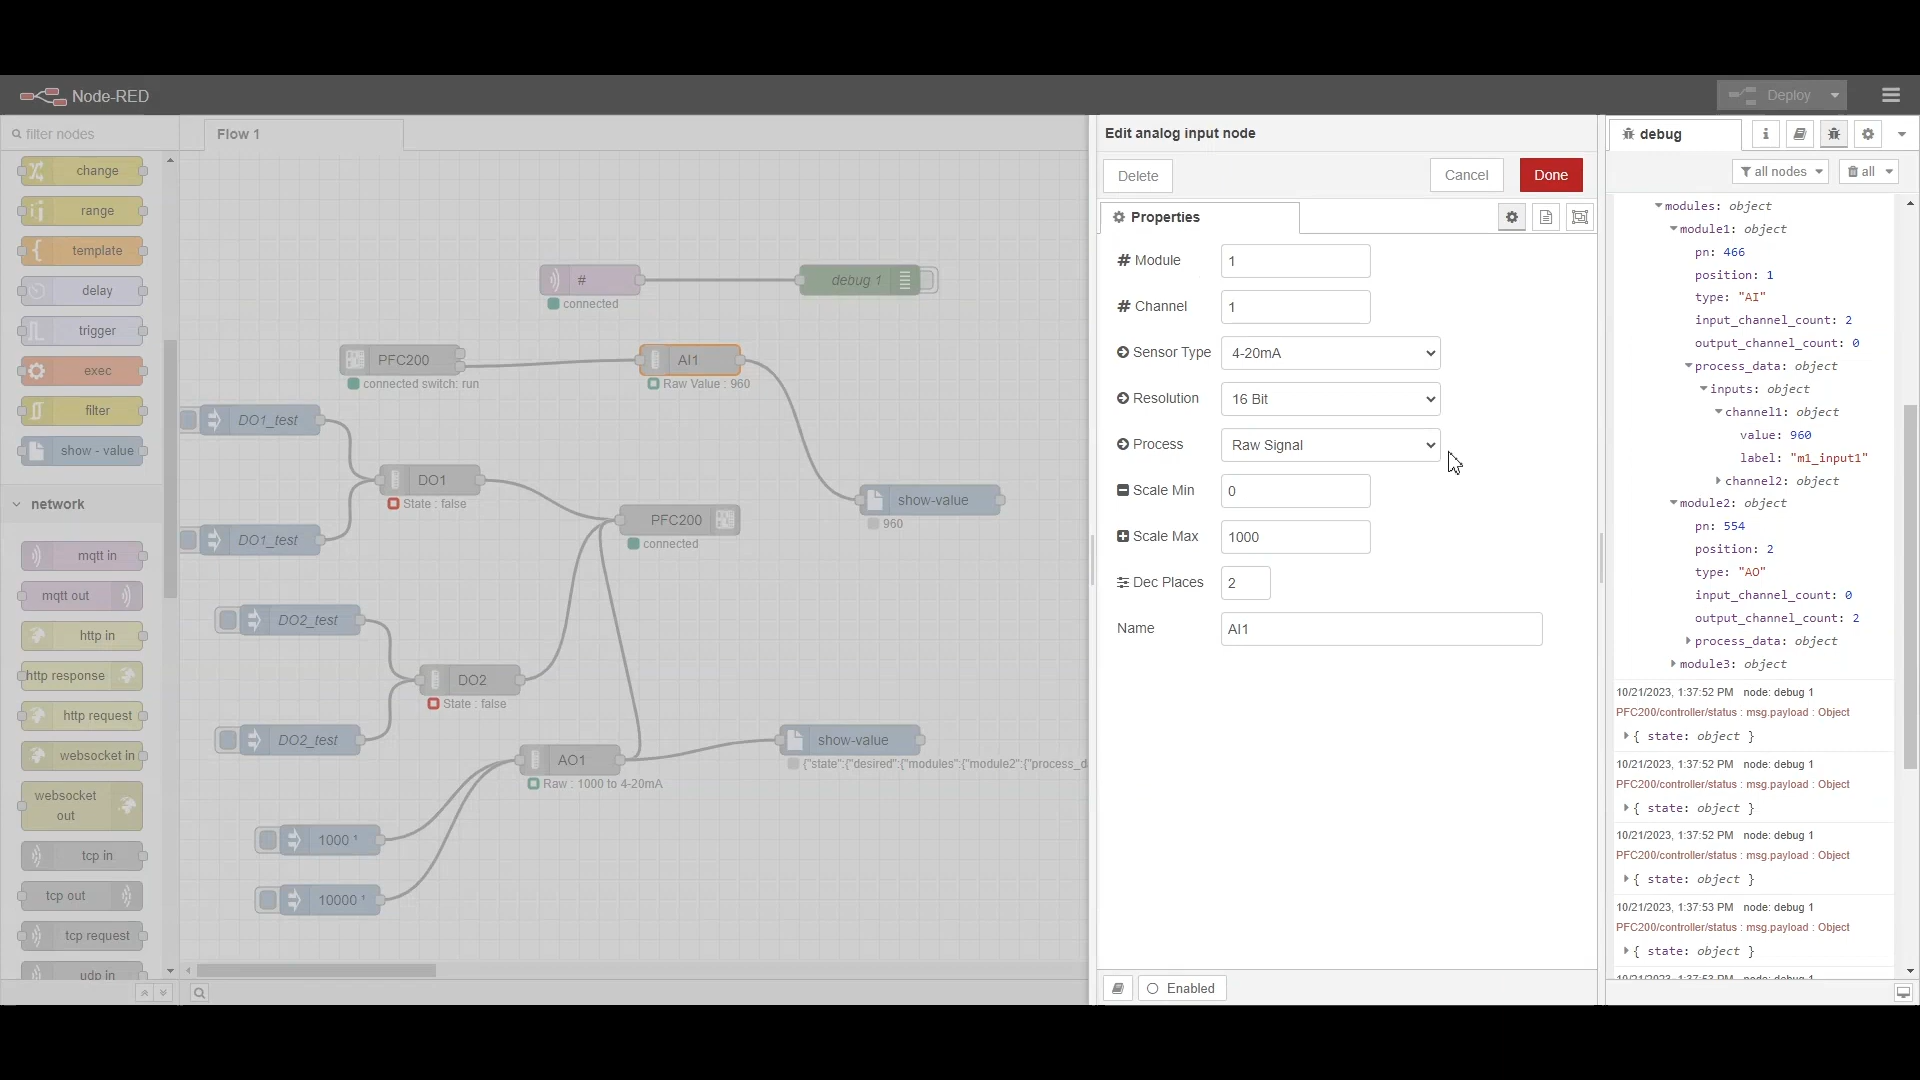 Node-RED
Deploy
filter nodes
Flow 1
change
range
template
delay
trigger
exec
filter
show - value
network
mqtt in
mqtt out
http in
http response
http request
websocket in
websocket out
tcp in
tcp out
tcp request
udp in
#
connected
debug 1
PFC200
connected switch: run
AI1
Raw Value : 960
DO1_test
DO1
State : false
DO1_test
PFC200
connected
show-value
960
DO2_test
DO2
State : false
DO2_test
AO1
Raw : 1000 to 4-20mA
show-value
{"state":{"desired":{"modules":{"module2":{"process_d
1000 ¹
10000 ¹
Edit analog input node
Delete
Cancel
Done
Properties
# Module
1
# Channel
1
Sensor Type
4-20mA
Resolution
16 Bit
Process
Raw Signal
Scale Min
0
Scale Max
1000
Dec Places
2
Name
AI1
Enabled
debug
all nodes
all
modules: object
module1: object
pn: 466
position: 1
type: "AI"
input_channel_count: 2
output_channel_count: 0
process_data: object
inputs: object
channel1: object
value: 960
label: "m1_input1"
channel2: object
module2: object
pn: 554
position: 2
type: "AO"
input_channel_count: 0
output_channel_count: 2
process_data: object
module3: object
10/21/2023, 1:37:52 PM node: debug 1
PFC200/controller/status : msg.payload : Object
{ state: object }
10/21/2023, 1:37:52 PM node: debug 1
PFC200/controller/status : msg.payload : Object
{ state: object }
10/21/2023, 1:37:52 PM node: debug 1
PFC200/controller/status : msg.payload : Object
{ state: object }
10/21/2023, 1:37:53 PM node: debug 1
PFC200/controller/status : msg.payload : Object
{ state: object }
10/21/2023, 1:37:53 PM node: debug 1